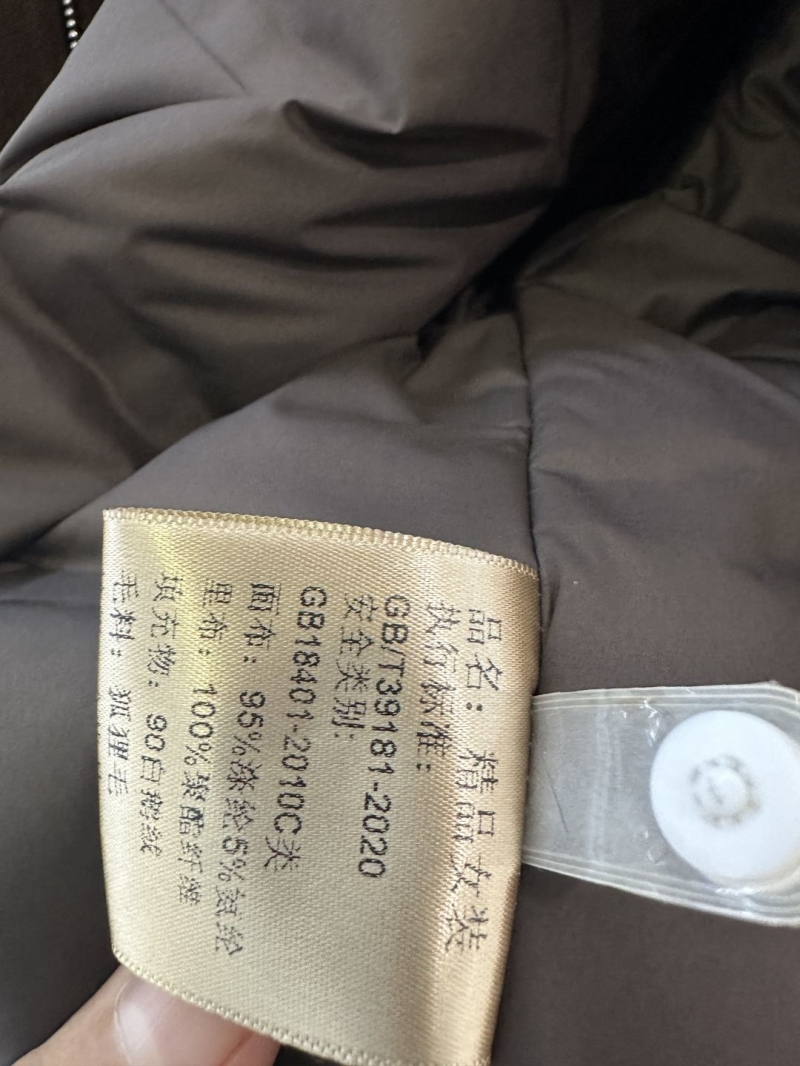 品名：精品女装
执行标准：
GB/T39181-2020
安全类别：
GB18401-2010C类
面布：95%涤纶5%氨纶
里布：100%聚酯纤维
填充物：90白鹅绒
毛料：狐狸毛